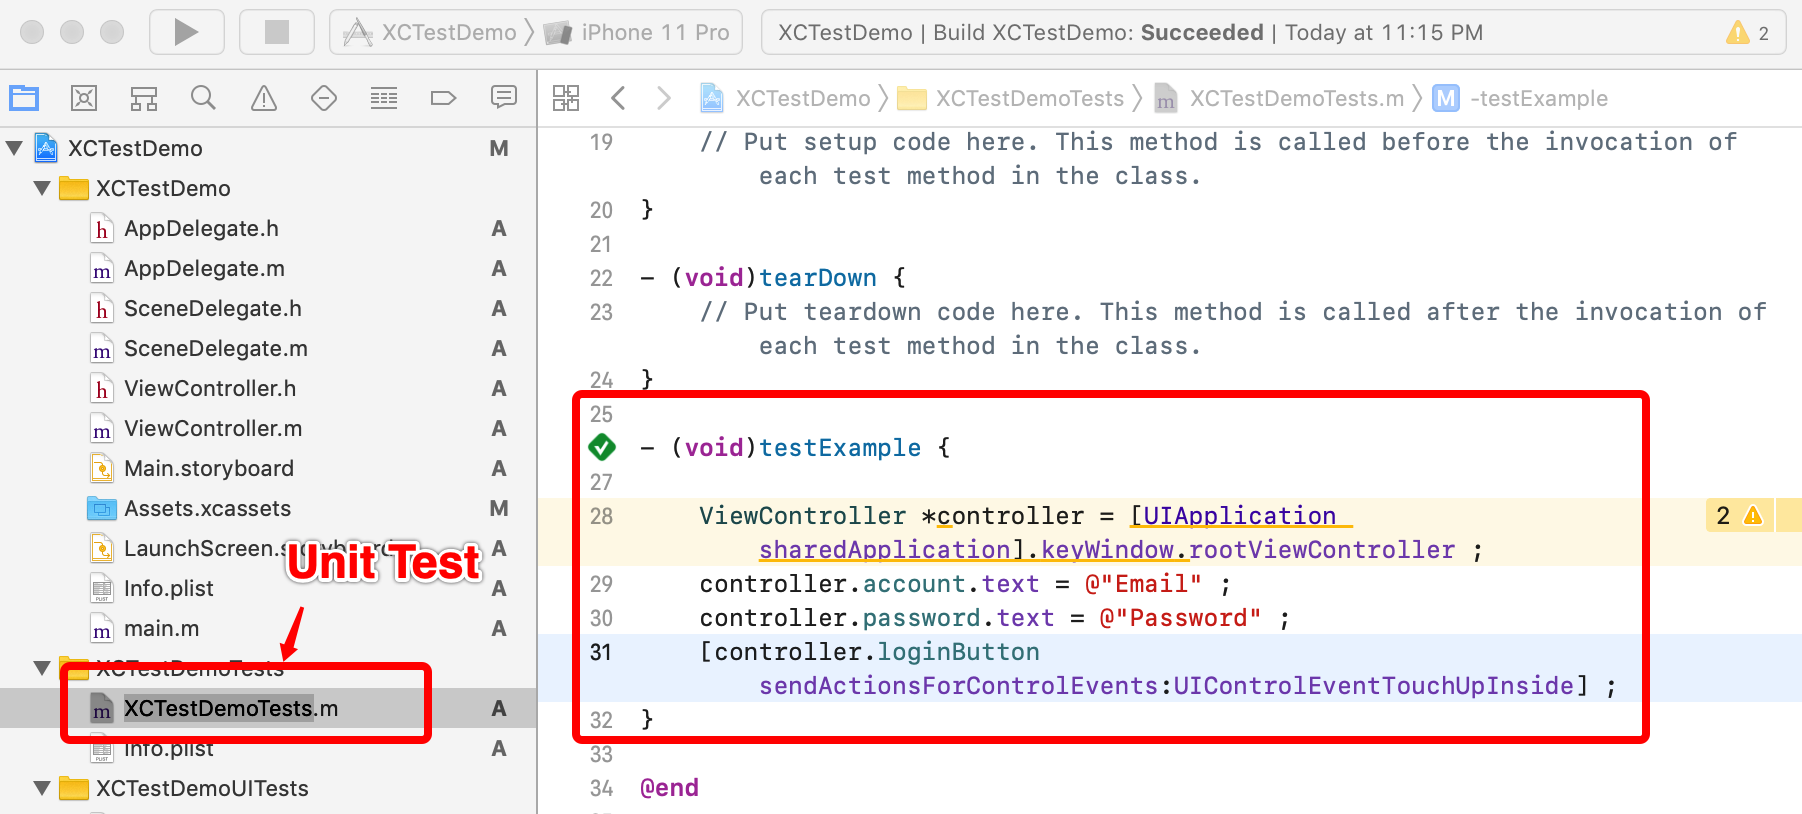 XCTestDemo
iPhone 11 Pro
XCTestDemo | Build XCTestDemo: Succeeded | Today at 11:15 PM
2
XCTestDemo
XCTestDemoTests
m
XCTestDemoTests.m
M
-testExample
XCTestDemo M
XCTestDemo
h AppDelegate.h A
m AppDelegate.m A
h SceneDelegate.h A
m SceneDelegate.m A
h ViewController.h A
m ViewController.m A
Main.storyboard A
Assets.xcassets M
LaunchScreen.storyboard A
Unit Test
PLIST Info.plist A
m main.m A
XCTestDemoTests
m XCTestDemoTests.m A
PLIST Info.plist A
XCTestDemoUITests
19 // Put setup code here. This method is called before the invocation of
each test method in the class.
20 }
21
22 - (void)tearDown {
23 // Put teardown code here. This method is called after the invocation of
each test method in the class.
24 }
25
- (void)testExample {
27
28 ViewController *controller = [UIApplication 2
sharedApplication].keyWindow.rootViewController ;
29 controller.account.text = @"Email" ;
30 controller.password.text = @"Password" ;
31 [controller.loginButton
sendActionsForControlEvents:UIControlEventTouchUpInside] ;
32 }
33
34 @end